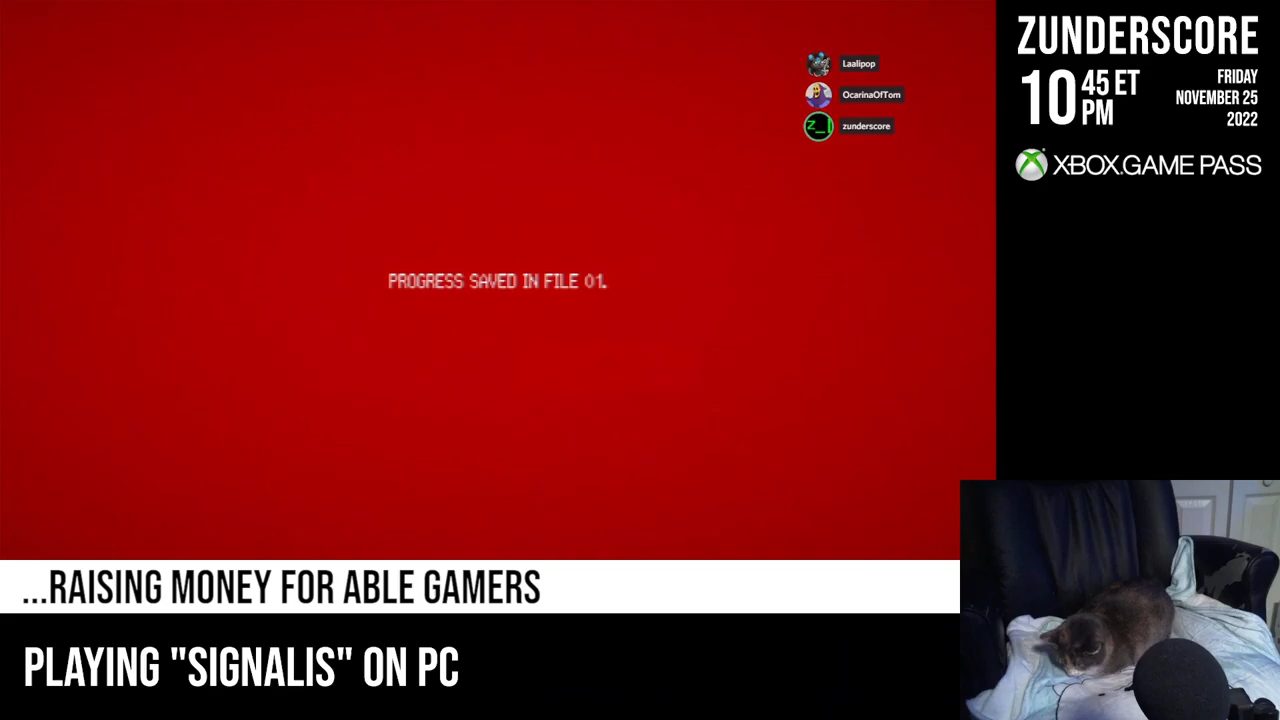 Laalipop
OcarinaOfTom
z_
zunderscore
PROGRESS SAVED IN FILE 01.
ZUNDERSCORE
10 45 ET PM
FRIDAY
NOVEMBER 25
2022
XBOX GAME PASS
...RAISING MONEY FOR ABLE GAMERS
PLAYING "SIGNALIS" ON PC